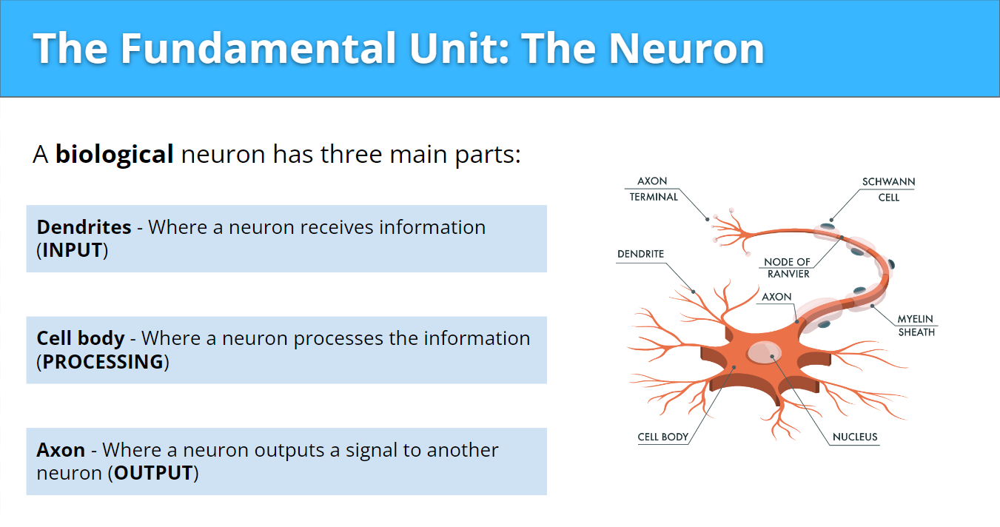 The Fundamental Unit: The Neuron
A biological neuron has three main parts:
Dendrites - Where a neuron receives information
(INPUT)
Cell body - Where a neuron processes the information
(PROCESSING)
Axon - Where a neuron outputs a signal to another
neuron (OUTPUT)
AXON
TERMINAL
SCHWANN
CELL
DENDRITE
NODE OF
RANVIER
AXON
MYELIN
SHEATH
CELL BODY
NUCLEUS